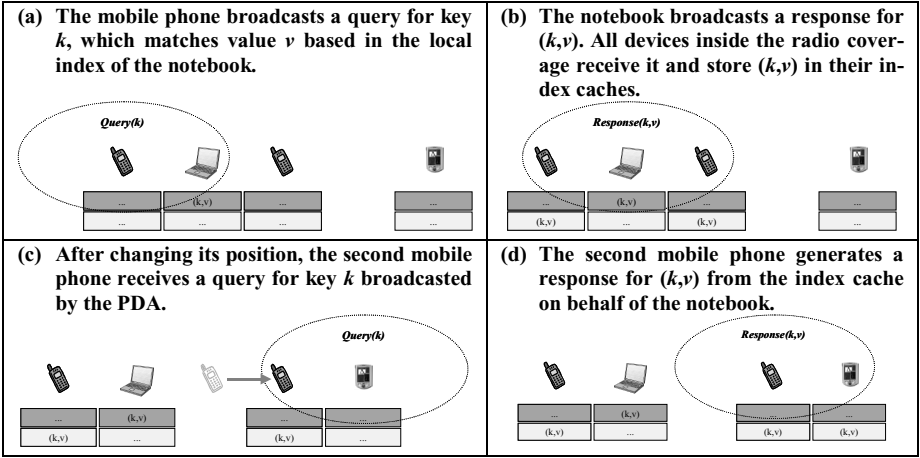 (a) The mobile phone broadcasts a query for key
k, which matches value v based in the local
index of the notebook.
Query(k)
... (k,v) ... ...
... ... ... ...
(b) The notebook broadcasts a response for
(k,v). All devices inside the radio cover-
age receive it and store (k,v) in their in-
dex caches.
Response(k,v)
... (k,v) ... ...
(k,v) ... (k,v) ...
(c) After changing its position, the second mobile
phone receives a query for key k broadcasted
by the PDA.
Query(k)
... (k,v) ... ...
(k,v) ... (k,v) ...
(d) The second mobile phone generates a
response for (k,v) from the index cache
on behalf of the notebook.
Response(k,v)
... (k,v) ... ...
(k,v) ... (k,v) (k,v)